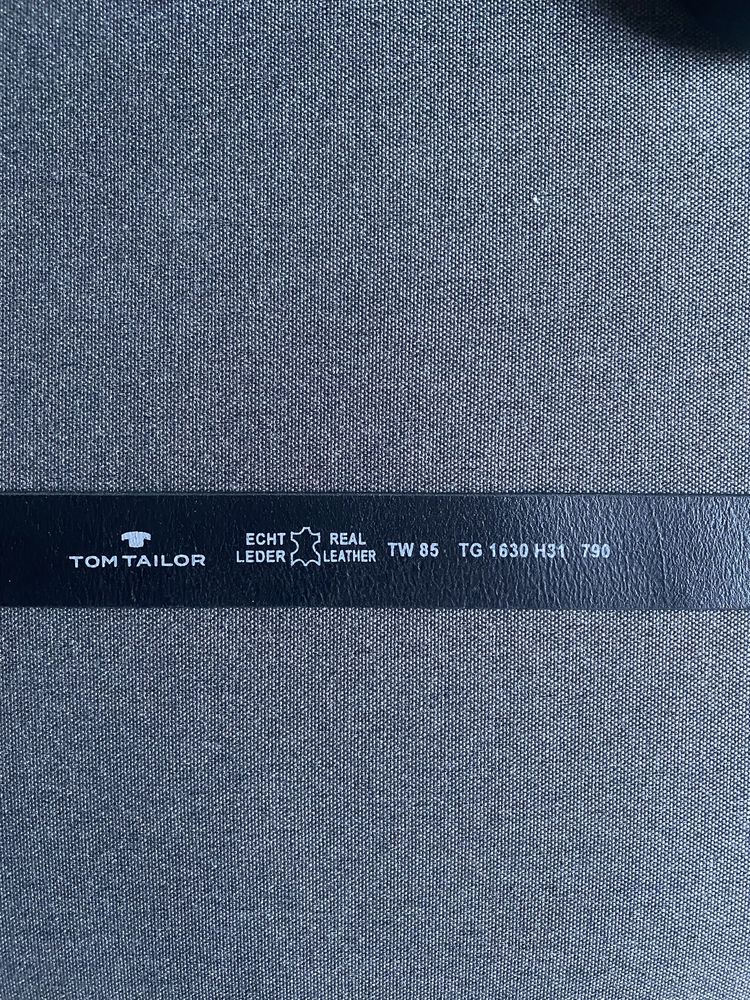 TOM TAILOR
ECHT LEDER
REAL LEATHER
TW 85 TG 1630 H31 790